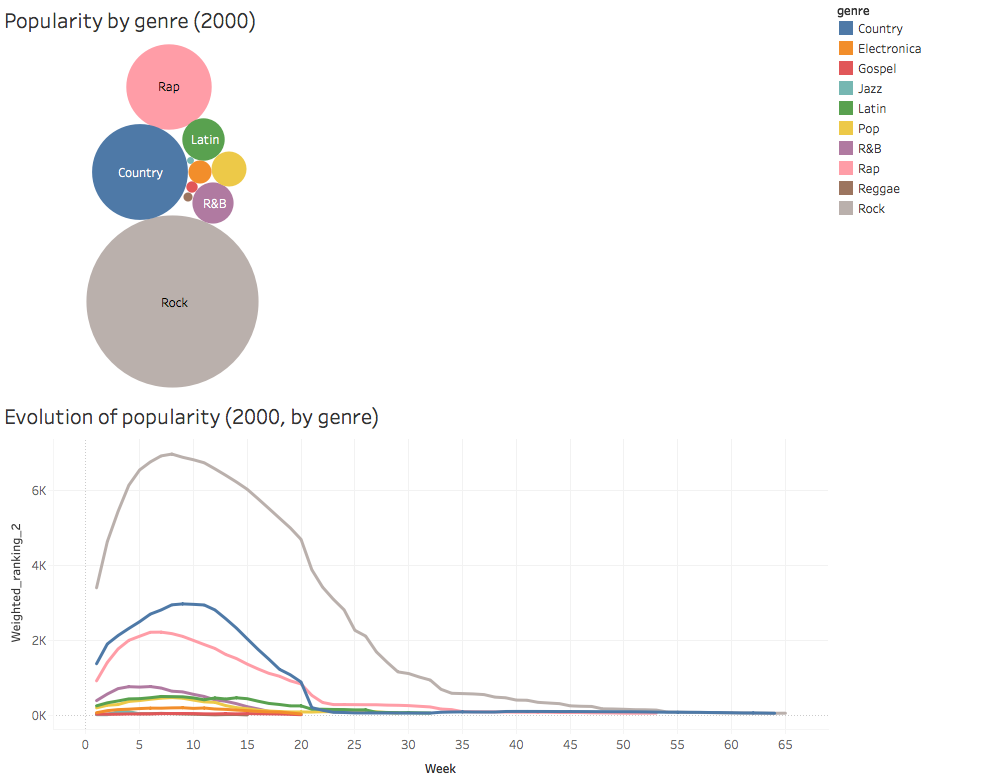 Popularity by genre (2000)
Rap
Latin
Country
R&B
Rock
genre
Country
Electronica
Gospel
Jazz
Latin
Pop
R&B
Rap
Reggae
Rock
Evolution of popularity (2000, by genre)
Weighted_ranking_2
6K
4K
2K
0K
0 5 10 15 20 25 30 35 40 45 50 55 60 65
Week